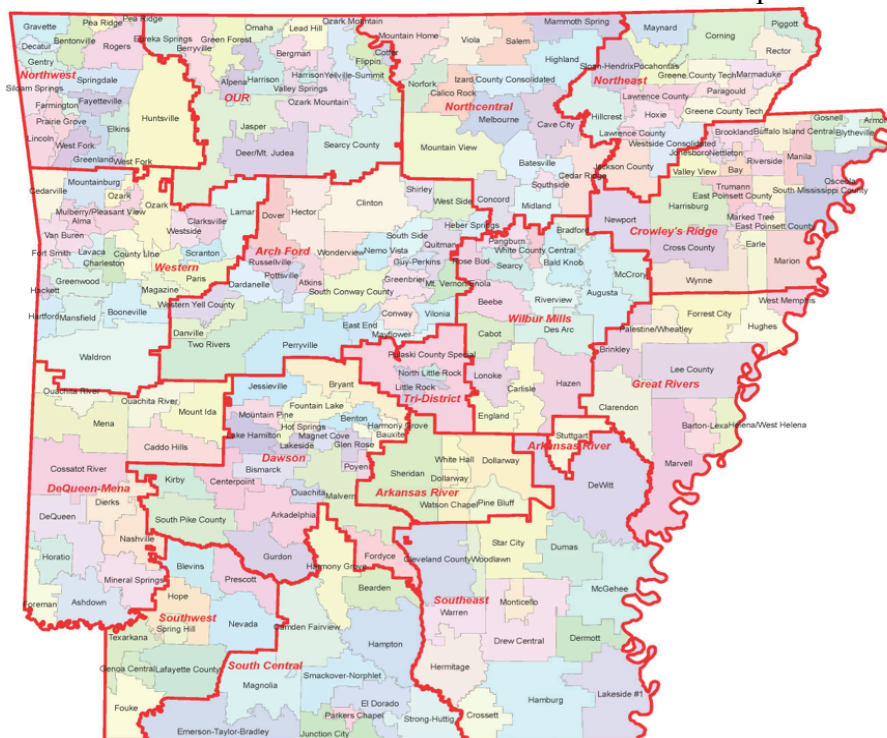 Gravette
Pea Ridge
Pea Ridge
Decatur
Bentonville
Rogers
Gentry
Eureka Springs
Berryville
Green Forest
Omaha
Lead Hill
Ozark Mountain
Bergman
Cotter
Flippin
Mountain Home
Viola
Salem
Mammoth Spring
Maynard
Corning
Piggott
Rector
Northwest
Siloam Springs
Springdale
Farmington
Fayetteville
Prairie Grove
Lincoln
Elkins
West Fork
Greenland
West Fork
Huntsville
Alpena
OUR
Harrison
Harrison
Yellville-Summit
Valley Springs
Ozark Mountain
Jasper
Deer/Mt. Judea
Searcy County
Norfork
Izard County Consolidated
Calico Rock
Northcentral
Melbourne
Highland
Cave City
Mountain View
Batesville
Southside
Cedar Ridge
Concord
Midland
Sloan-Hendrix
Pocahontas
Northeast
Greene County Tech
Marmaduke
Paragould
Lawrence County
Hoxie
Greene County Tech
Hillcrest
Lawrence County
Westside Consolidated
Jackson County
Brookland
Buffalo Island Central
Gosnell
Armorel
Blytheville
Jonesboro
Nettleton
Riverside
Manila
Valley View
Bay
Osceola
Trumann
South Mississippi County
East Poinsett County
Harrisburg
Marked Tree
East Poinsett County
Newport
Crowley's Ridge
Cross County
Earle
Marion
Wynne
Cedarville
Mountainburg
Ozark
Ozark
Mulberry/Pleasant View
Alma
Clarksville
Westside
Lamar
Van Buren
Fort Smith
Lavaca
County Line
Scranton
Charleston
Western
Paris
Greenwood
Magazine
Hackett
Hartford
Mansfield
Booneville
Western Yell County
Danville
Waldron
Dover
Hector
Clinton
Shirley
West Side
Arch Ford
Wonderview
South Side
Heber Springs
Nemo Vista
Quitman
Russellville
Guy-Perkins
Pottsville
Greenbrier
Dardanelle
Atkins
Mt. Vernon/Enola
South Conway County
Conway
Vilonia
East End
Mayflower
Two Rivers
Perryville
Bradford
Pangburn
White County Central
Rose Bud
Searcy
Bald Knob
McCrory
Augusta
Beebe
Riverview
Wilbur Mills
Cabot
Des Arc
Lonoke
Carlisle
Hazen
England
Pulaski County Special
North Little Rock
Little Rock
Tri-District
West Memphis
Forrest City
Palestine/Wheatley
Hughes
Brinkley
Lee County
Great Rivers
Clarendon
Barton-Lexa
Helena/West Helena
Marvell
Ouachita River
Ouachita River
Mena
Mount Ida
Caddo Hills
Cossatot River
DeQueen-Mena
Dierks
DeQueen
Nashville
Horatio
Mineral Springs
Foreman
Ashdown
Jessieville
Bryant
Fountain Lake
Mountain Pine
Benton
Hot Springs
Harmony Grove
Lake Hamilton
Magnet Cove
Bauxite
Lakeside
Glen Rose
Dawson
Bismarck
Poyen
Kirby
Centerpoint
Ouachita
Malvern
South Pike County
Arkadelphia
Gurdon
Sheridan
White Hall
Dollarway
Dollarway
Arkansas River
Watson Chapel
Pine Bluff
Arkansas River
Stuttgart
DeWitt
Blevins
Prescott
Hope
Southwest
Nevada
Spring Hill
Texarkana
Genoa Central
Lafayette County
Fouke
Harmony Grove
Fordyce
Bearden
Camden Fairview
Hampton
South Central
Magnolia
Smackover-Norphlet
El Dorado
Parkers Chapel
Emerson-Taylor-Bradley
Junction City
Strong-Huttig
Cleveland County
Woodlawn
Star City
Dumas
Southeast
Warren
Monticello
McGehee
Drew Central
Dermott
Hermitage
Hamburg
Lakeside #1
Crossett